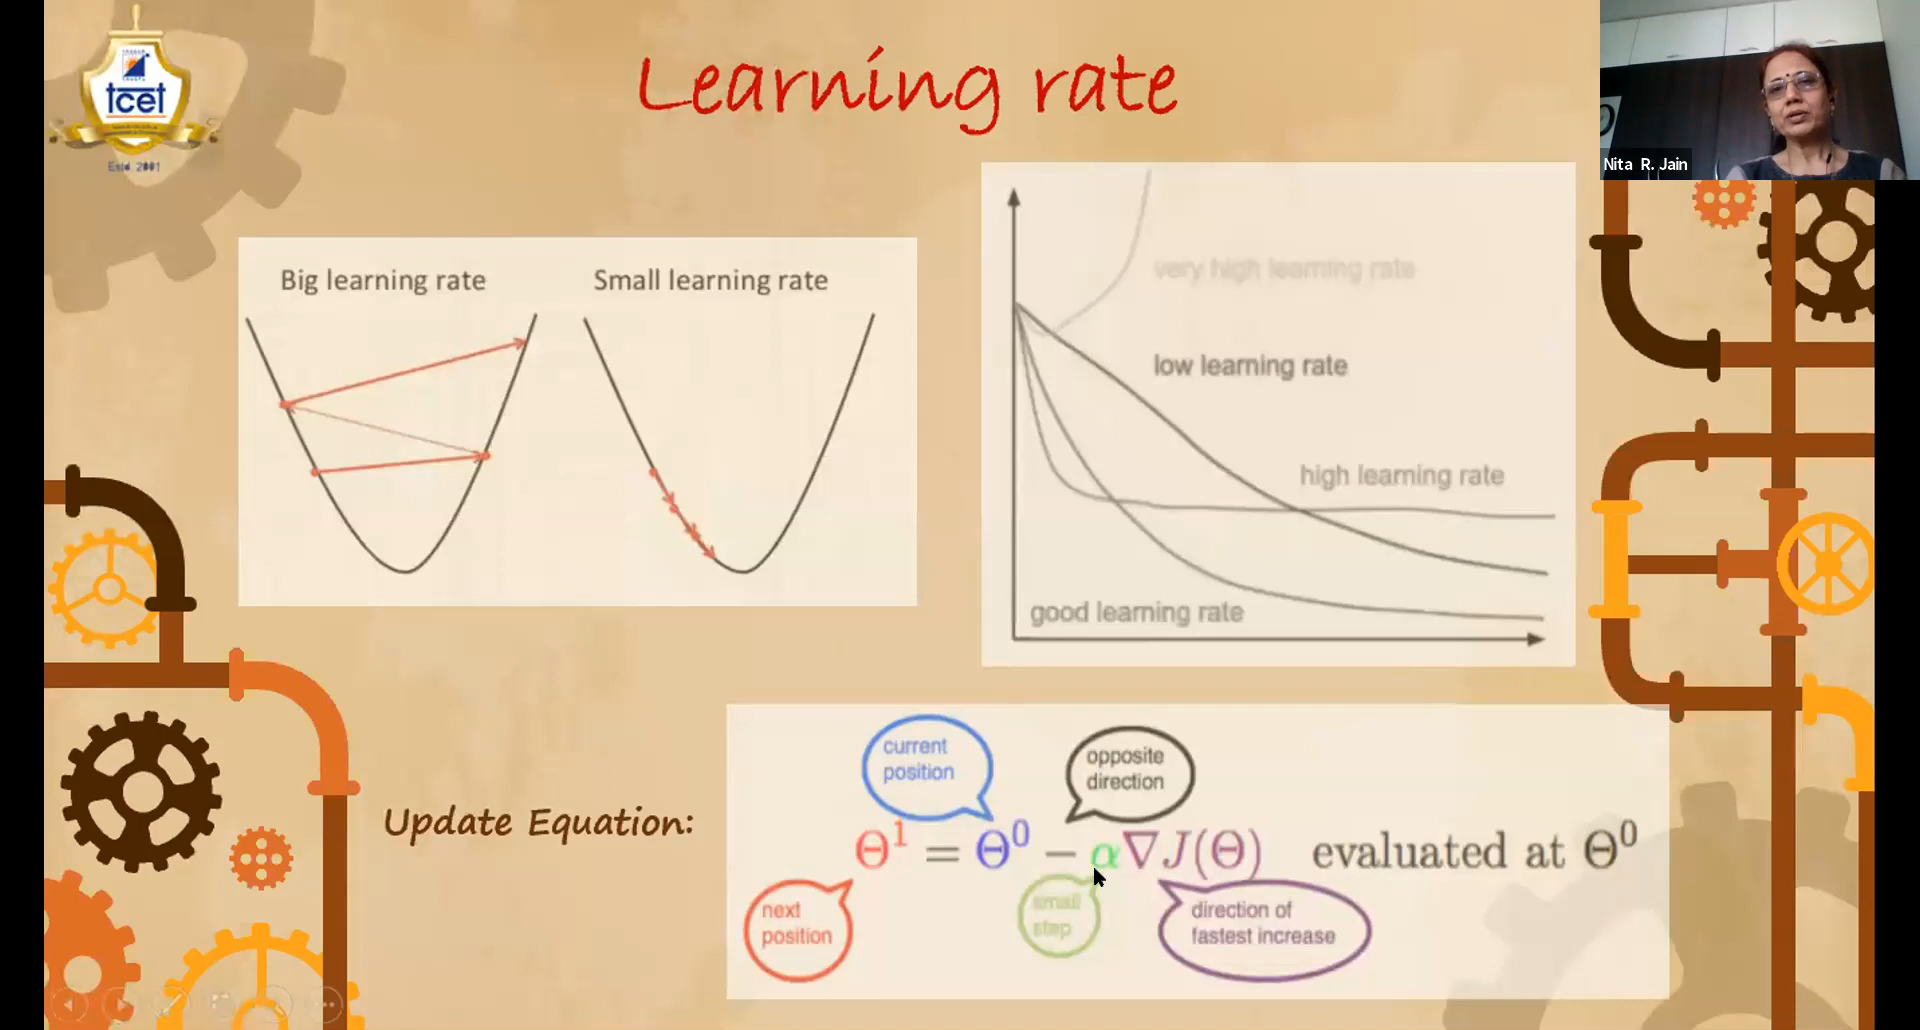 tcet
Estd. 2001
Learning rate
Nita R. Jain
Big learning rate
Small learning rate
very high learning rate
low learning rate
high learning rate
good learning rate
Update Equation:
current
position
opposite
direction
Θ¹ = Θ⁰ − α∇J(Θ) evaluated at Θ⁰
next
position
small
step
direction of
fastest increase